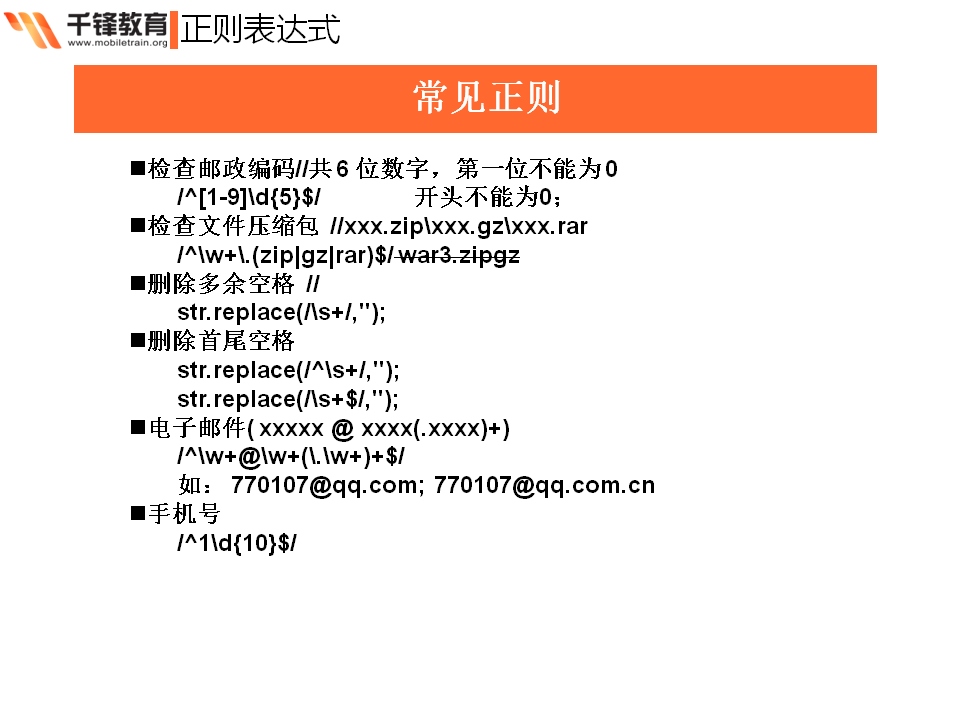 千锋教育
www.mobiletrain.org
正则表达式
常见正则
■检查邮政编码//共6 位数字，第一位不能为0
/^[1-9]\d{5}$/ 开头不能为0；
■检查文件压缩包 //xxx.zip\xxx.gz\xxx.rar
/^\w+\.(zip|gz|rar)$/ war3.zipgz
■删除多余空格 //
str.replace(/\s+/,'');
■删除首尾空格
str.replace(/^\s+/,'');
str.replace(/\s+$/,'');
■电子邮件( xxxxx @ xxxx(.xxxx)+)
/^\w+@\w+(\.\w+)+$/
如： 770107@qq.com; 770107@qq.com.cn
■手机号
/^1\d{10}$/